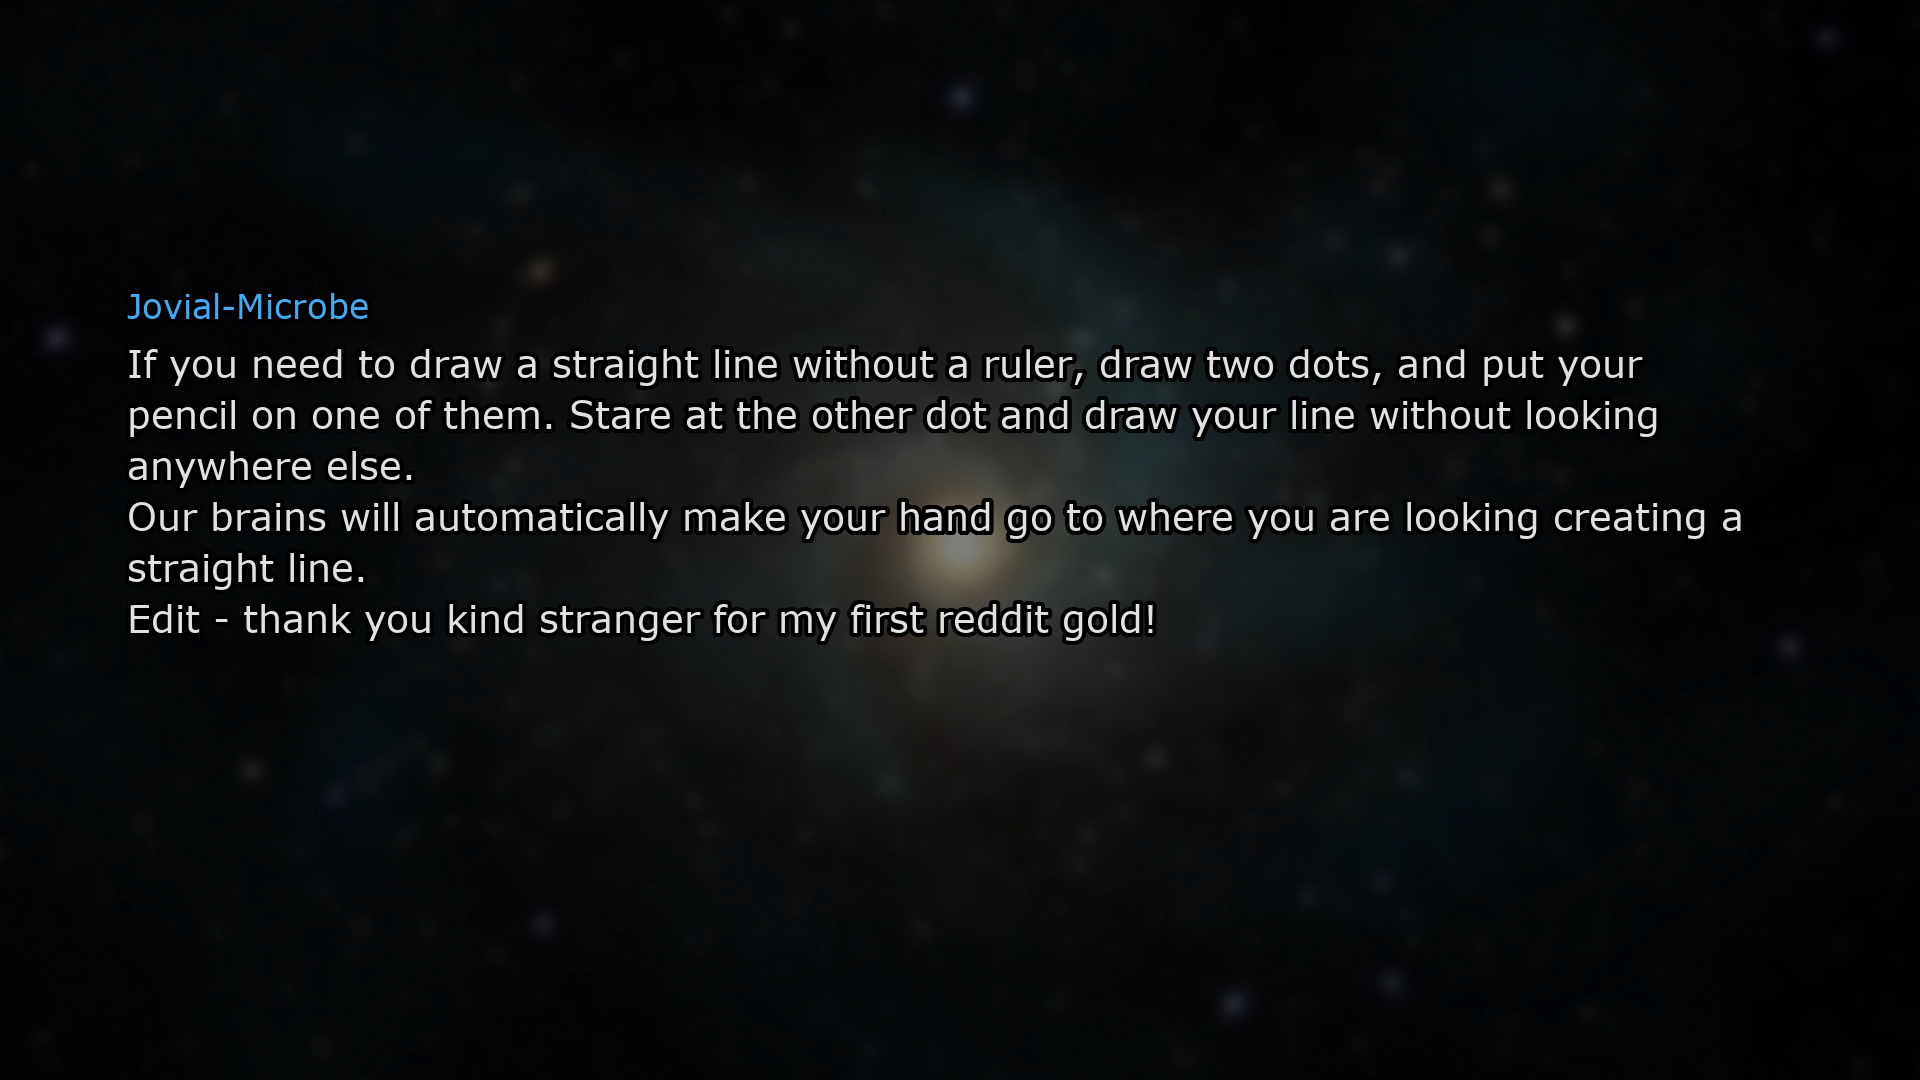 Jovial-Microbe
If you need to draw a straight line without a ruler, draw two dots, and put your
pencil on one of them. Stare at the other dot and draw your line without looking
anywhere else.
Our brains will automatically make your hand go to where you are looking creating a
straight line.
Edit - thank you kind stranger for my first reddit gold!